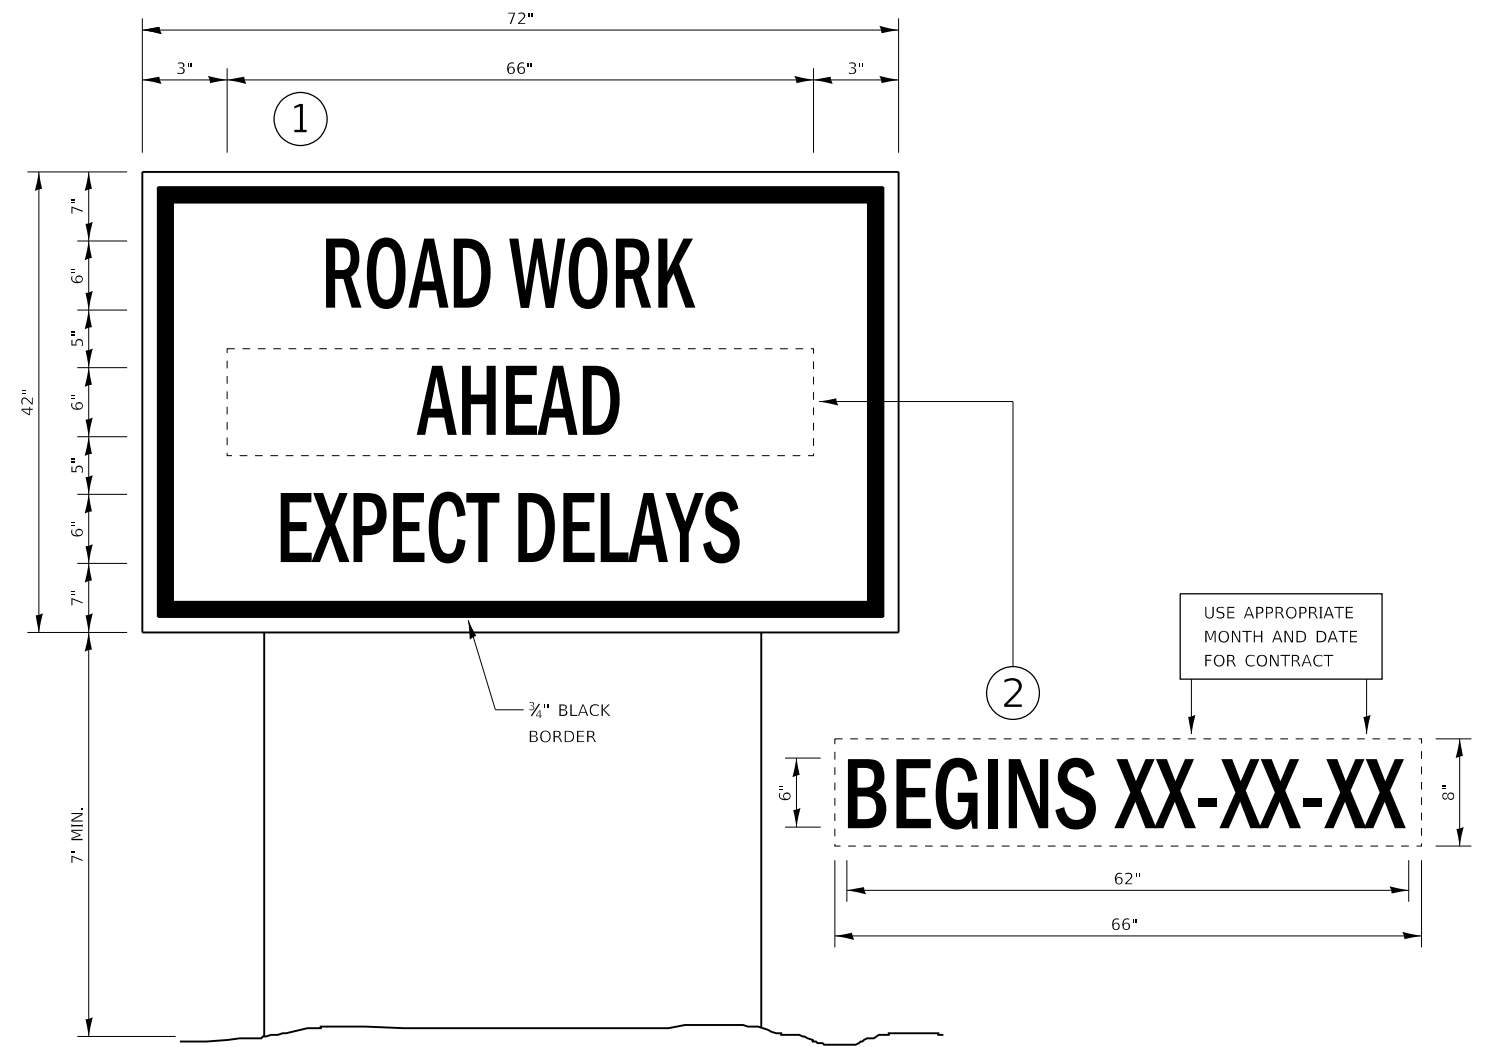 72"
3" 66" 3"
1
7"
ROAD WORK
6"
5"
42"
6"
AHEAD
5"
6"
EXPECT DELAYS
7"
USE APPROPRIATE
MONTH AND DATE
FOR CONTRACT
2
¾" BLACK
BORDER
7' MIN.
6"
BEGINS XX-XX-XX
8"
62"
66"